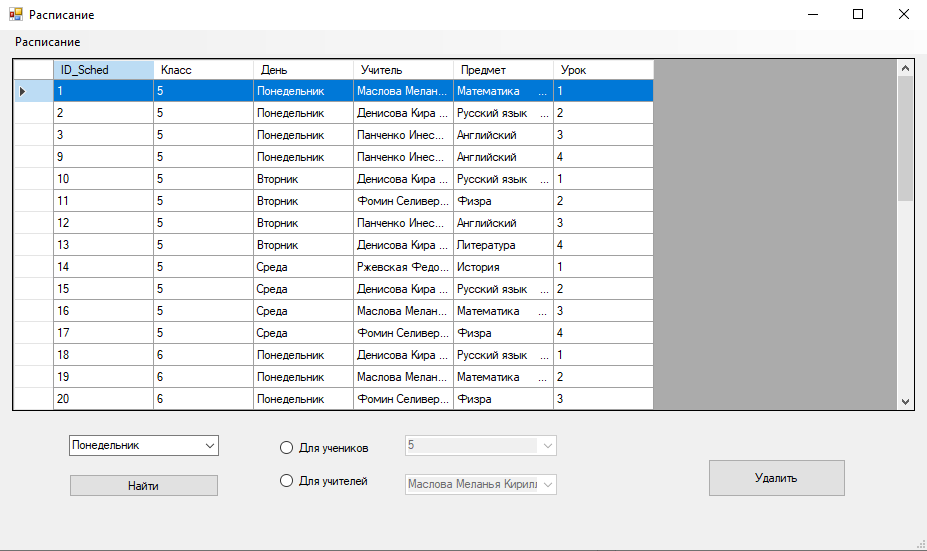 Расписание
Расписание
ID_Sched Класс День Учитель Предмет Урок
1 5 Понедельник Маслова Мелан... Математика ... 1
2 5 Понедельник Денисова Кира ... Русский язык ... 2
3 5 Понедельник Панченко Инес... Английский 3
9 5 Понедельник Панченко Инес... Английский 4
10 5 Вторник Денисова Кира ... Русский язык ... 1
11 5 Вторник Фомин Селивер... Физра 2
12 5 Вторник Панченко Инес... Английский 3
13 5 Вторник Денисова Кира ... Литература 4
14 5 Среда Ржевская Федо... История 1
15 5 Среда Денисова Кира ... Русский язык ... 2
16 5 Среда Маслова Мелан... Математика ... 3
17 5 Среда Фомин Селивер... Физра 4
18 6 Понедельник Денисова Кира ... Русский язык ... 1
19 6 Понедельник Маслова Мелан... Математика ... 2
20 6 Понедельник Фомин Селивер... Физра 3
Понедельник Для учеников 5
Найти Для учителей Маслова Меланья Кирилл
Удалить